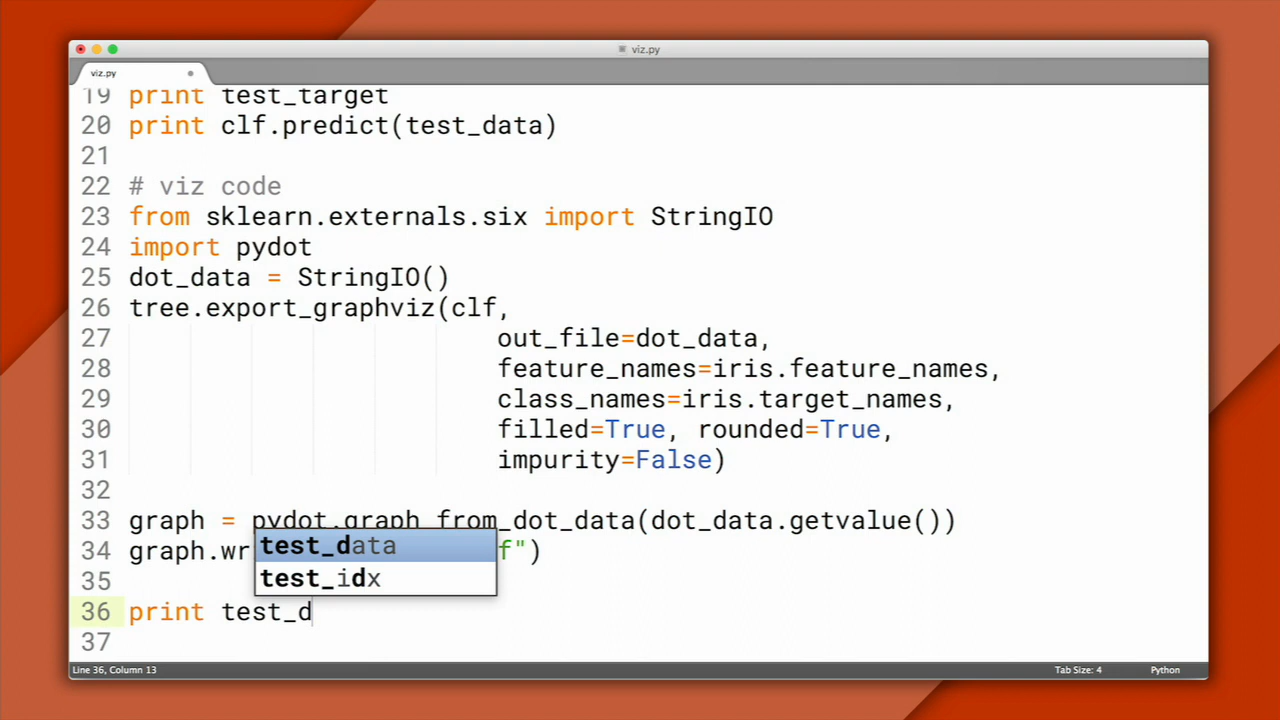 viz.py
viz.py
19 print test_target
20 print clf.predict(test_data)
21
22 # viz code
23 from sklearn.externals.six import StringIO
24 import pydot
25 dot_data = StringIO()
26 tree.export_graphviz(clf,
27 out_file=dot_data,
28 feature_names=iris.feature_names,
29 class_names=iris.target_names,
30 filled=True, rounded=True,
31 impurity=False)
32
33 graph = pydot.graph_from_dot_data(dot_data.getvalue())
34 graph.wr f")
test_data
test_idx
35
36 print test_d
37
Line 36, Column 13 Tab Size: 4 Python